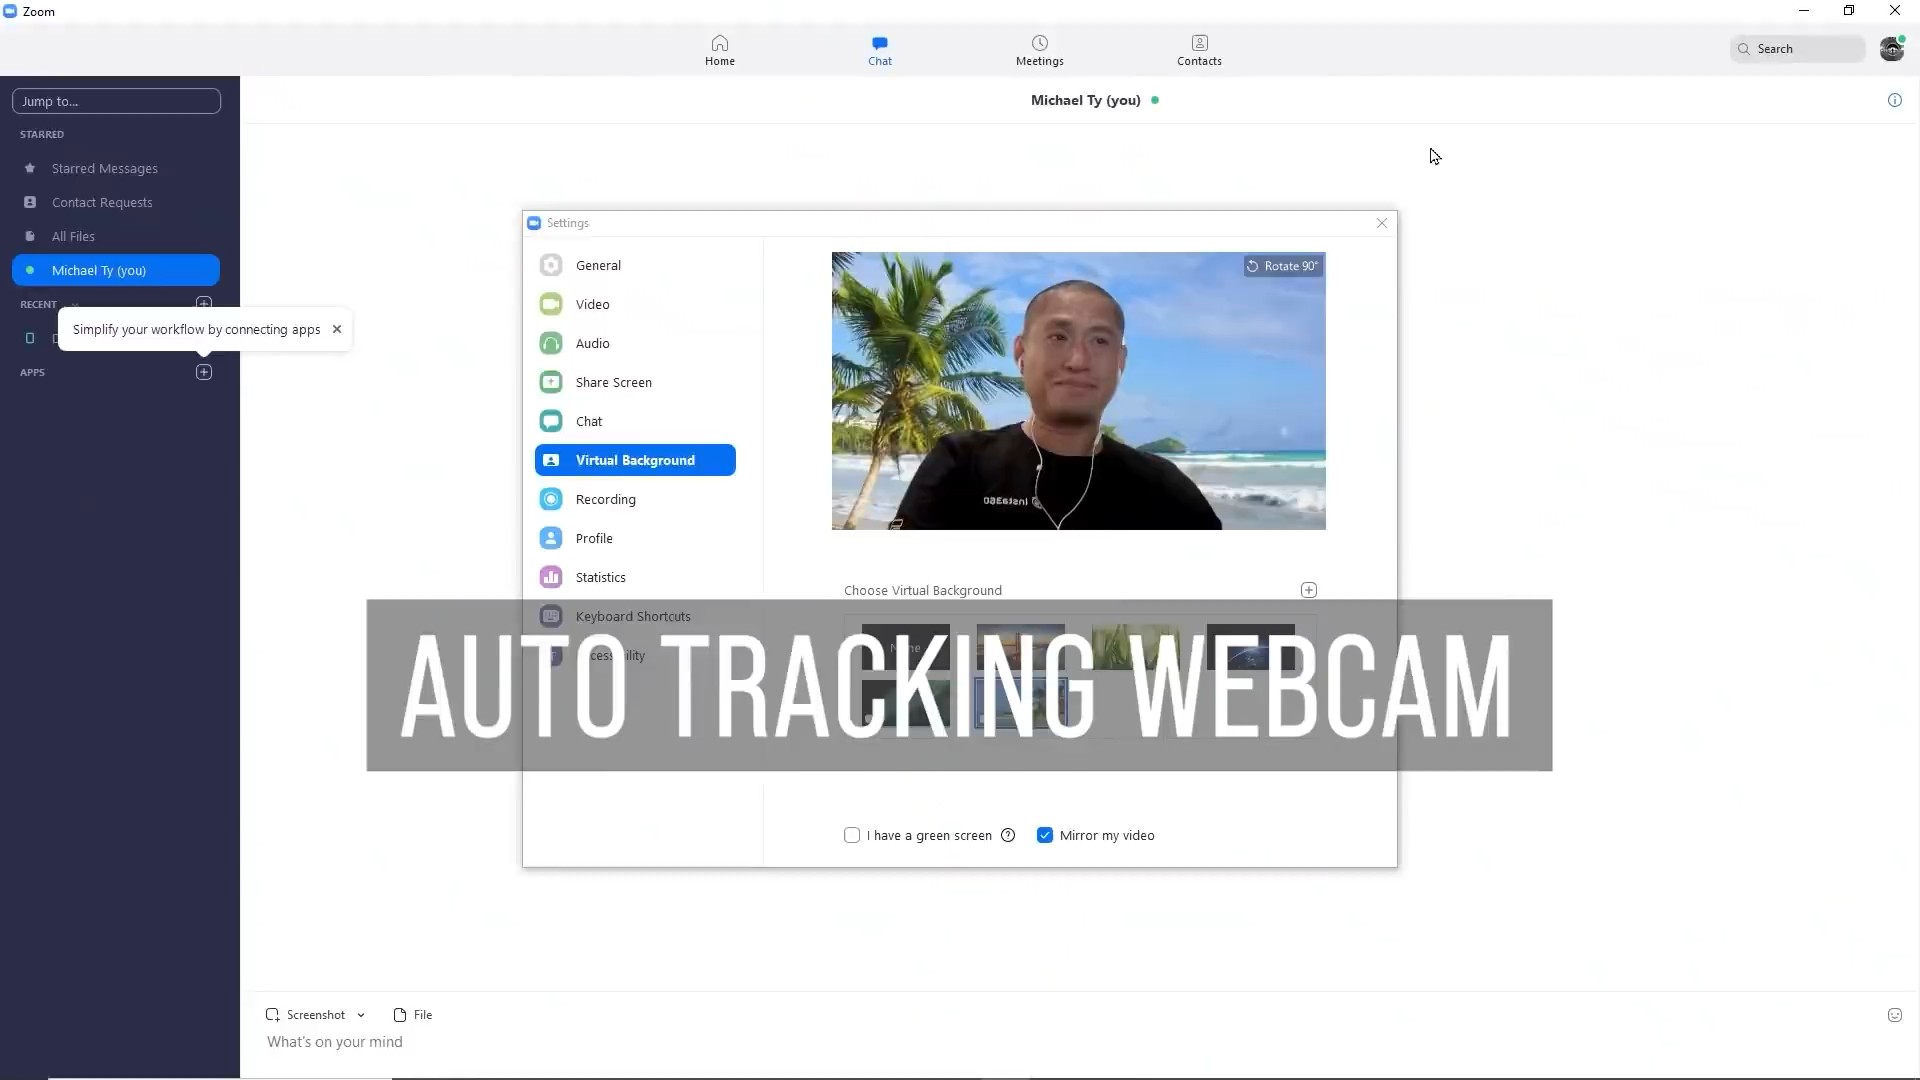 Zoom
Home
Chat
Meetings
Contacts
Search
Jump to...
Michael Ty (you)
STARRED
Starred Messages
Contact Requests
All Files
Michael Ty (you)
RECENT
Simplify your workflow by connecting apps
APPS
Settings
General
Video
Audio
Share Screen
Chat
Virtual Background
Recording
Profile
Statistics
Keyboard Shortcuts
Rotate 90°
Insta360
Choose Virtual Background
None
AUTO TRACKING WEBCAM
I have a green screen
Mirror my video
Screenshot
File
What's on your mind